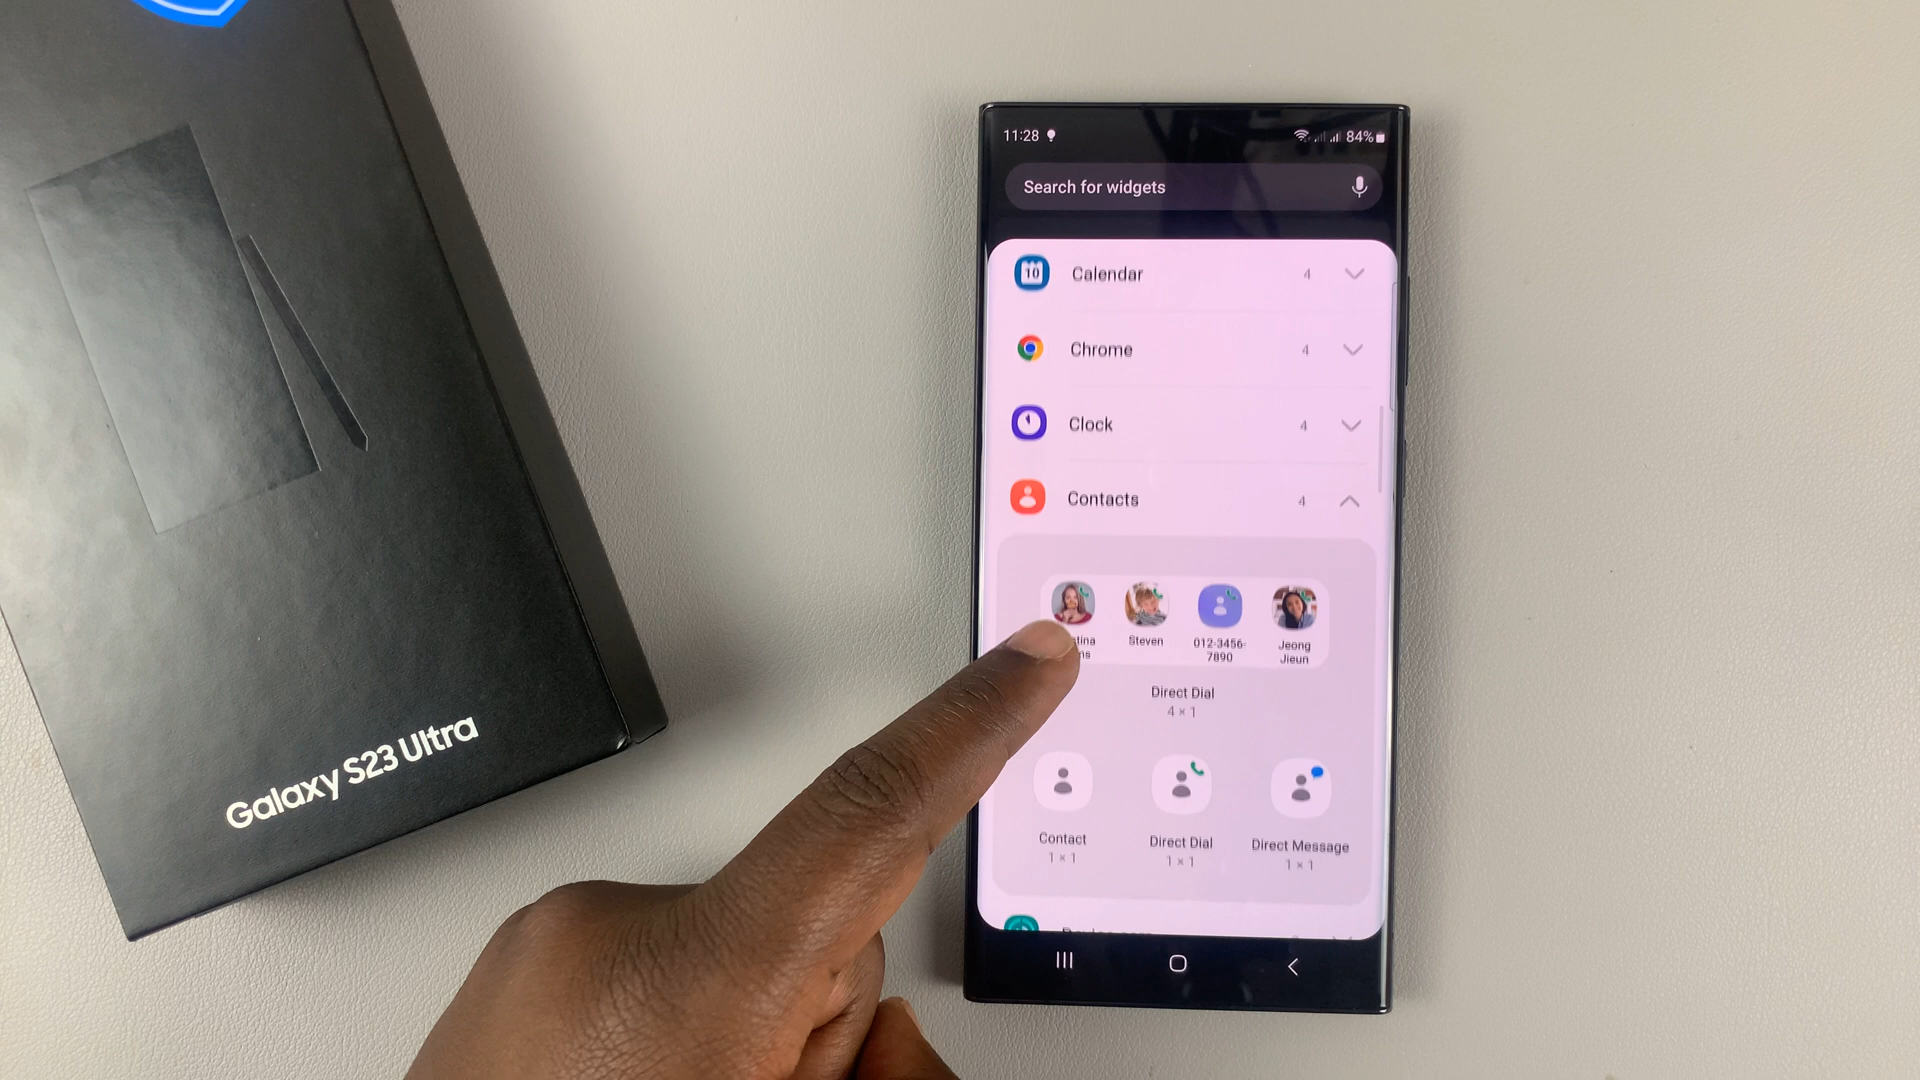 Galaxy S23 Ultra
11:28
84%
Search for widgets
10
Calendar
4
Chrome
4
Clock
4
Contacts
4
Steven
012-3456-
7890
Jeong
Jieun
Direct Dial
4 × 1
Contact
1 × 1
Direct Dial
1 × 1
Direct Message
1 × 1